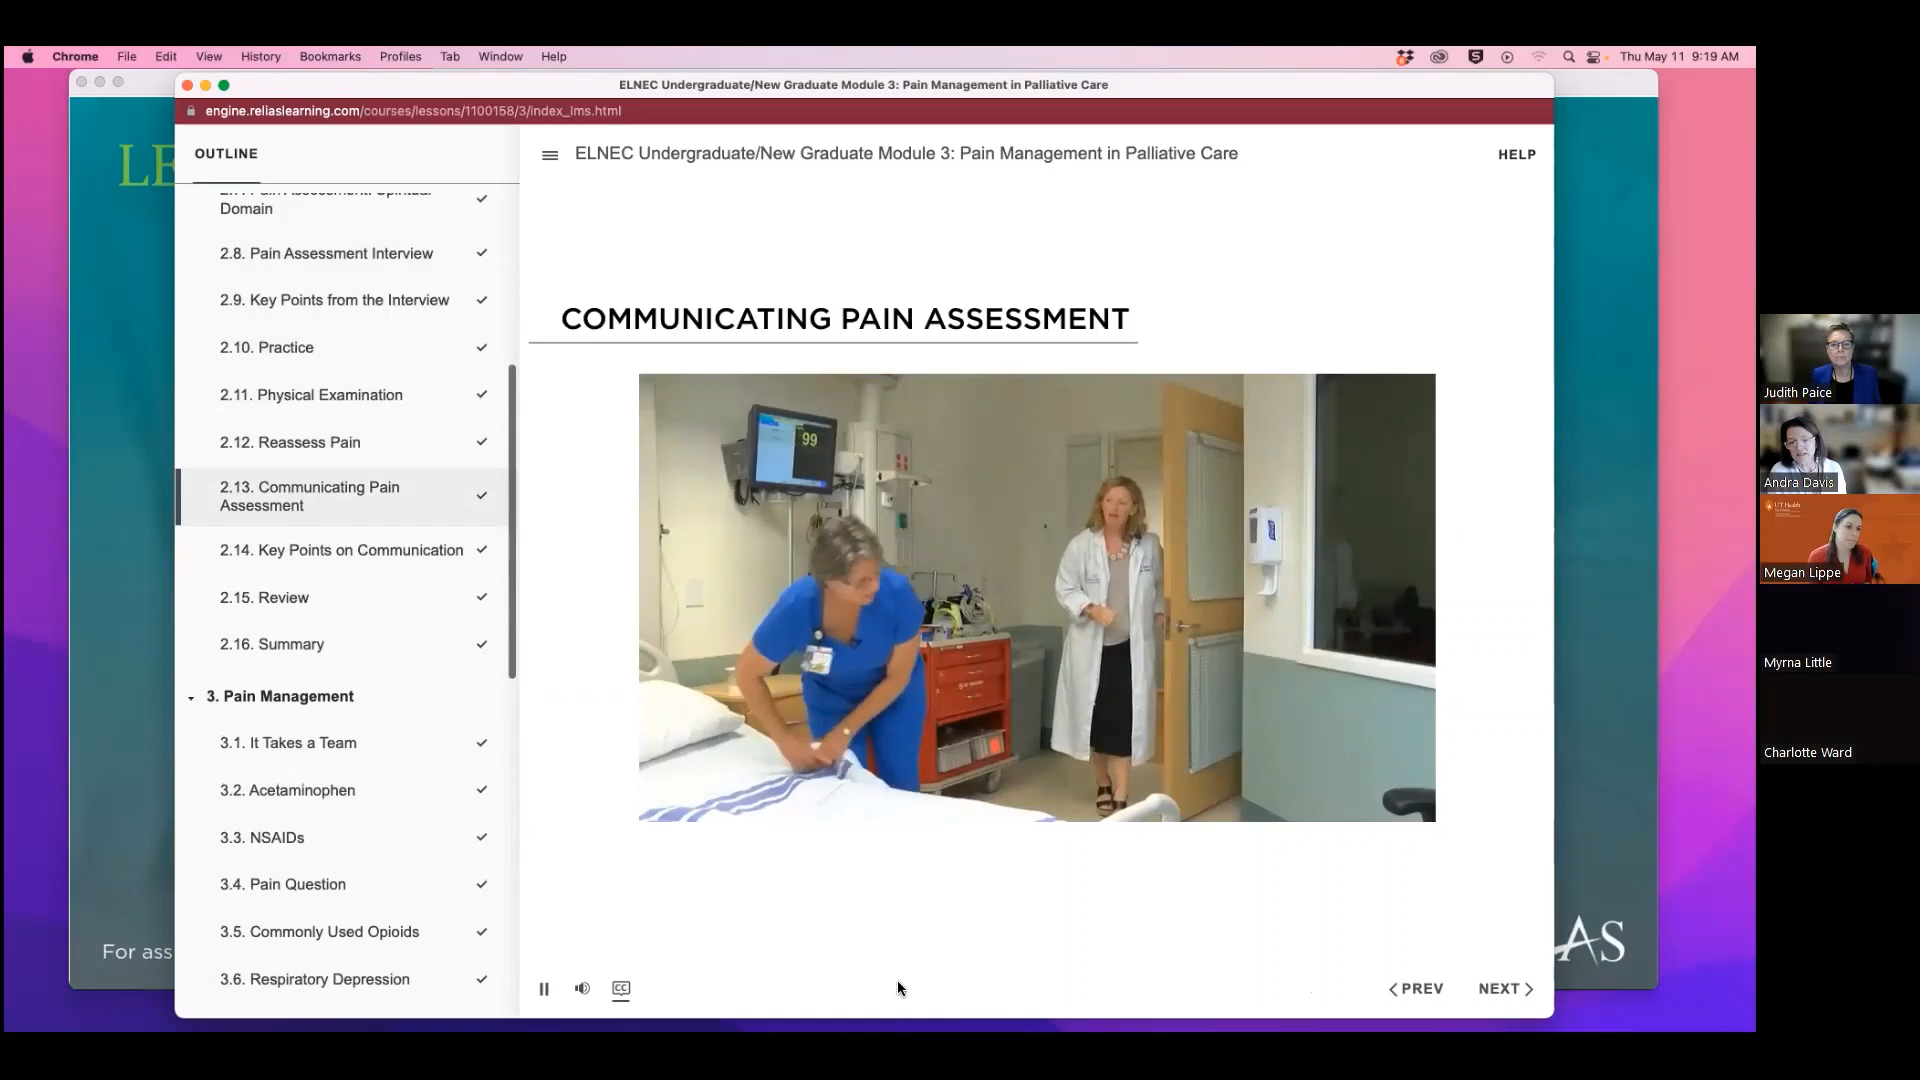 Chrome File Edit View History Bookmarks Profiles Tab Window Help
Thu May 11 9:19 AM
ELNEC Undergraduate/New Graduate Module 3: Pain Management in Palliative Care
engine.reliaslearning.com/courses/lessons/1100158/3/index_lms.html
LE
OUTLINE
ELNEC Undergraduate/New Graduate Module 3: Pain Management in Palliative Care
HELP
Domain
2.8. Pain Assessment Interview
2.9. Key Points from the Interview
2.10. Practice
2.11. Physical Examination
2.12. Reassess Pain
2.13. Communicating Pain
Assessment
2.14. Key Points on Communication
2.15. Review
2.16. Summary
3. Pain Management
3.1. It Takes a Team
3.2. Acetaminophen
3.3. NSAIDs
3.4. Pain Question
3.5. Commonly Used Opioids
3.6. Respiratory Depression
COMMUNICATING PAIN ASSESSMENT
99
CC
PREV
NEXT
For ass
AS
Judith Paice
Andra Davis
UT Health
Megan Lippe
Myrna Little
Charlotte Ward